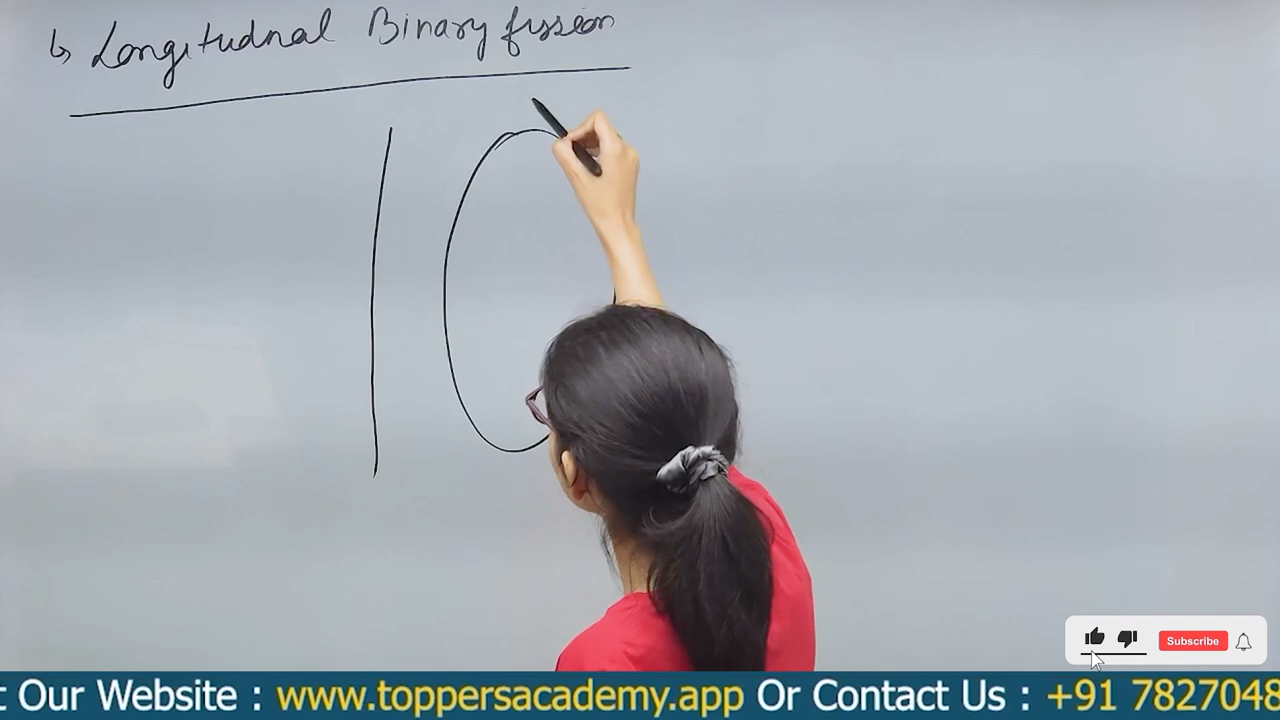 ↳ Longitudnal Binary fission
Subscribe
t Our Website : www.toppersacademy.app Or Contact Us : +91 7827048